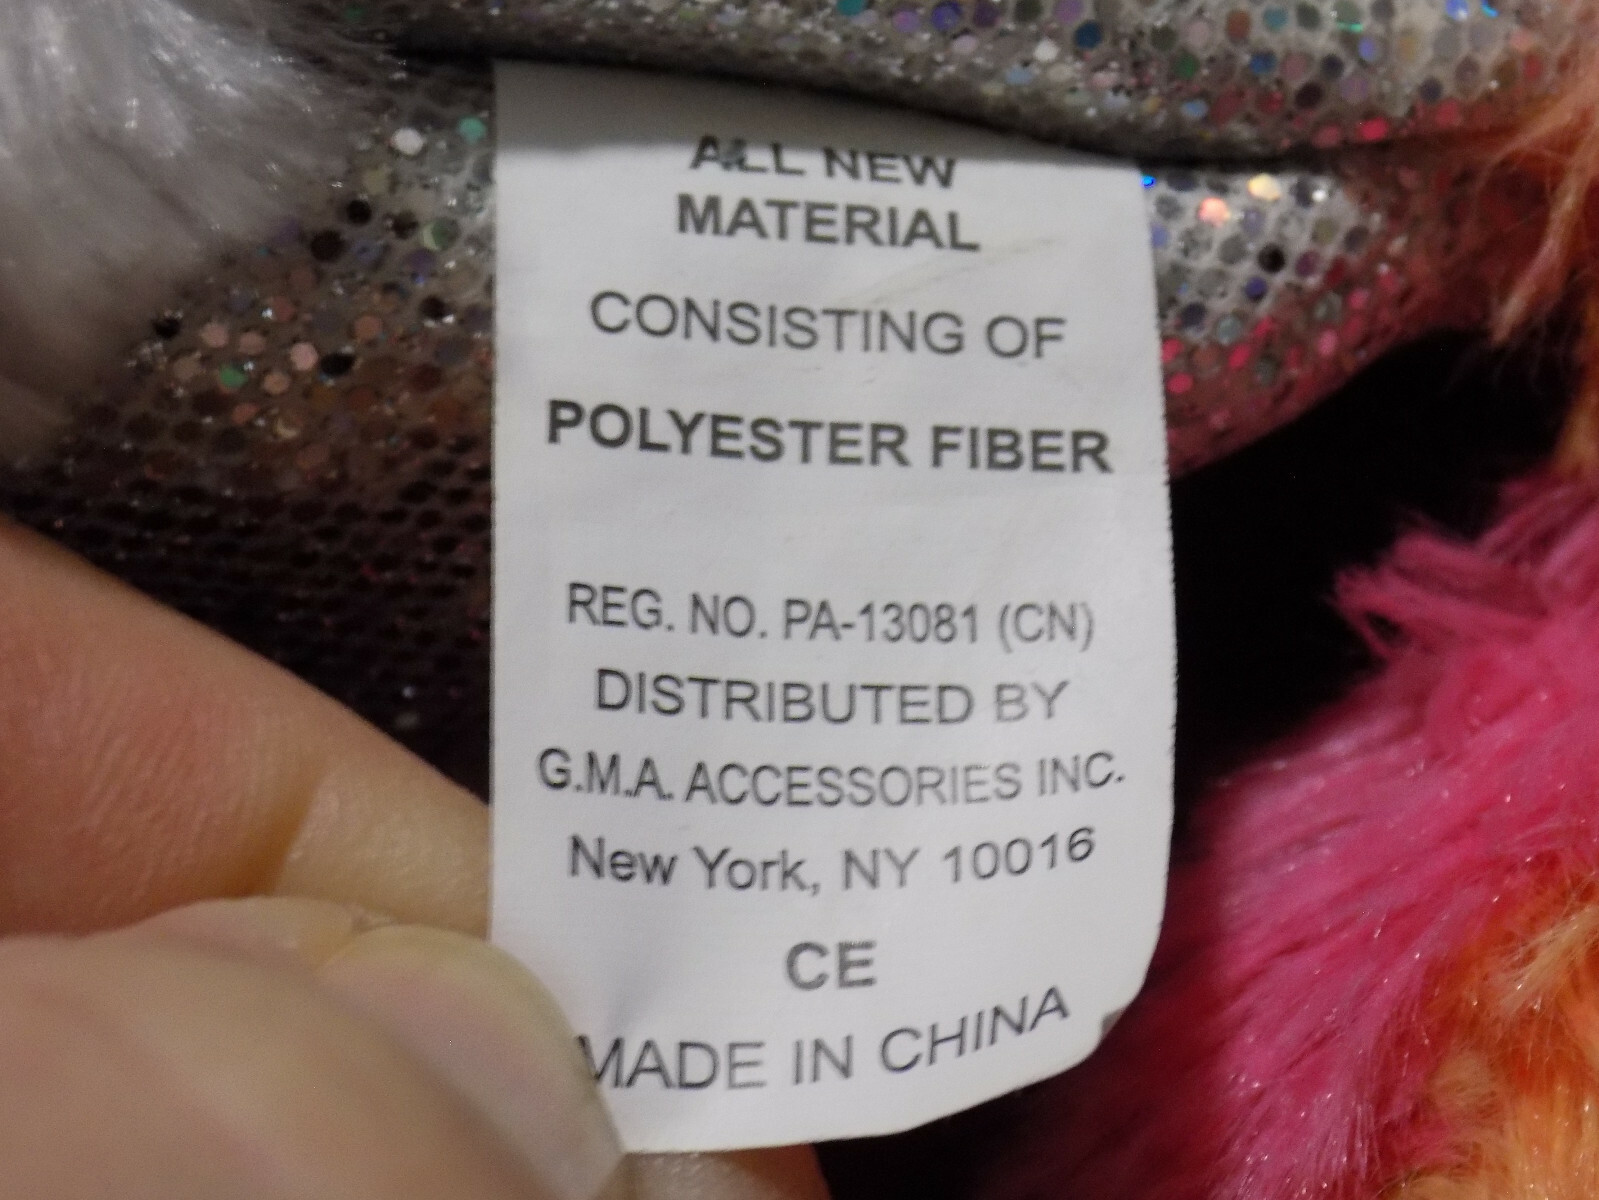 ALL NEW
MATERIAL
CONSISTING OF
POLYESTER FIBER
REG. NO. PA-13081 (CN)
DISTRIBUTED BY
G.M.A. ACCESSORIES INC.
New York, NY 10016
CE
MADE IN CHINA